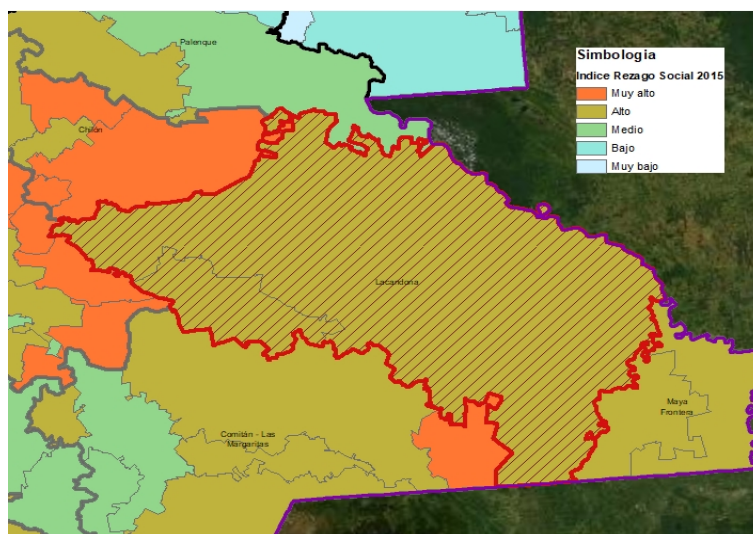 Palenque
Simbologia
Indice Rezago Social 2015
Muy alto
Alto
Medio
Bajo
Muy bajo
Chilón
Lacandona
Maya
Frontera
Comitán - Las
Margaritas